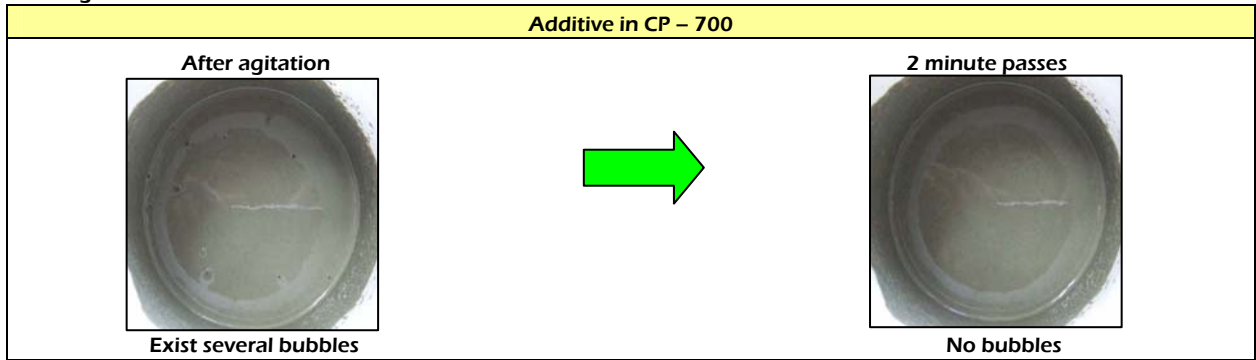 Additive in CP – 700
After agitation
2 minute passes
Exist several bubbles
No bubbles